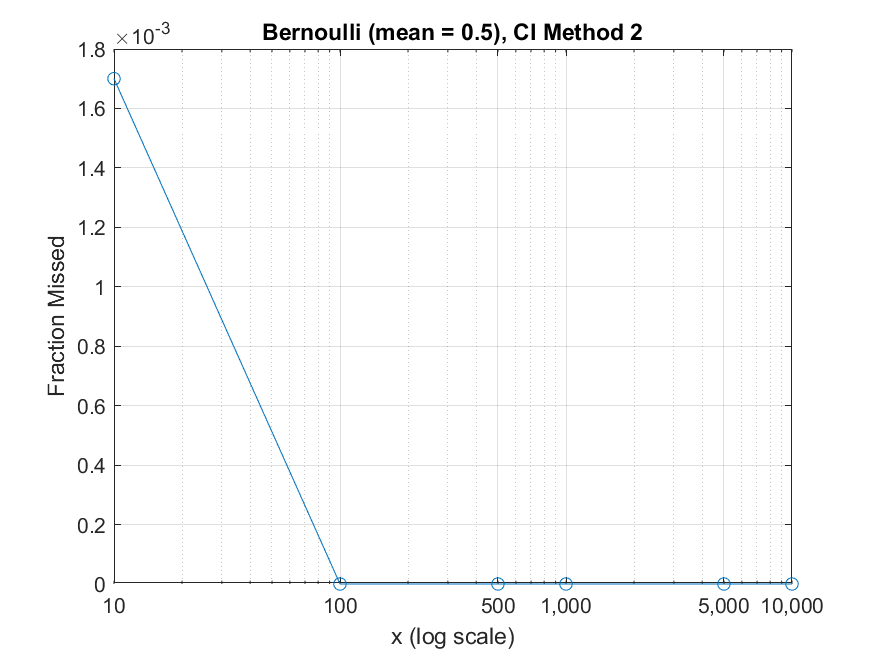 Bernoulli (mean = 0.5), CI Method 2
×10-3
1.8
1.6
1.4
1.2
1
0.8
0.6
0.4
0.2
0
Fraction Missed
10 100 500 1,000 5,000 10,000
x (log scale)